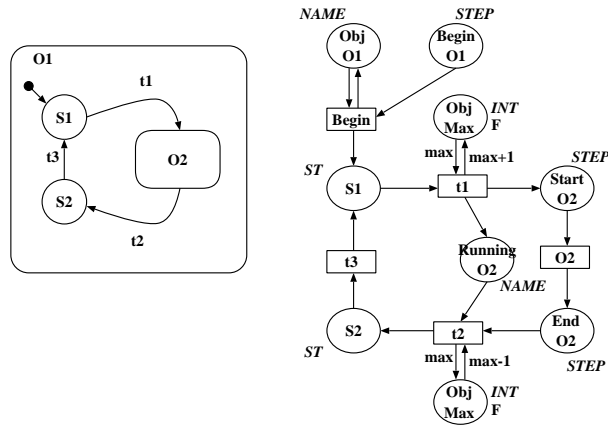 O1
t1
S1
t3
O2
S2
t2
NAME
STEP
Obj
O1
Begin
O1
Begin
Obj
Max
INT
F
max
max+1
ST
STEP
S1
t1
Start
O2
t3
Running
O2
O2
NAME
S2
t2
End
O2
ST
max
max-1
STEP
Obj
Max
INT
F